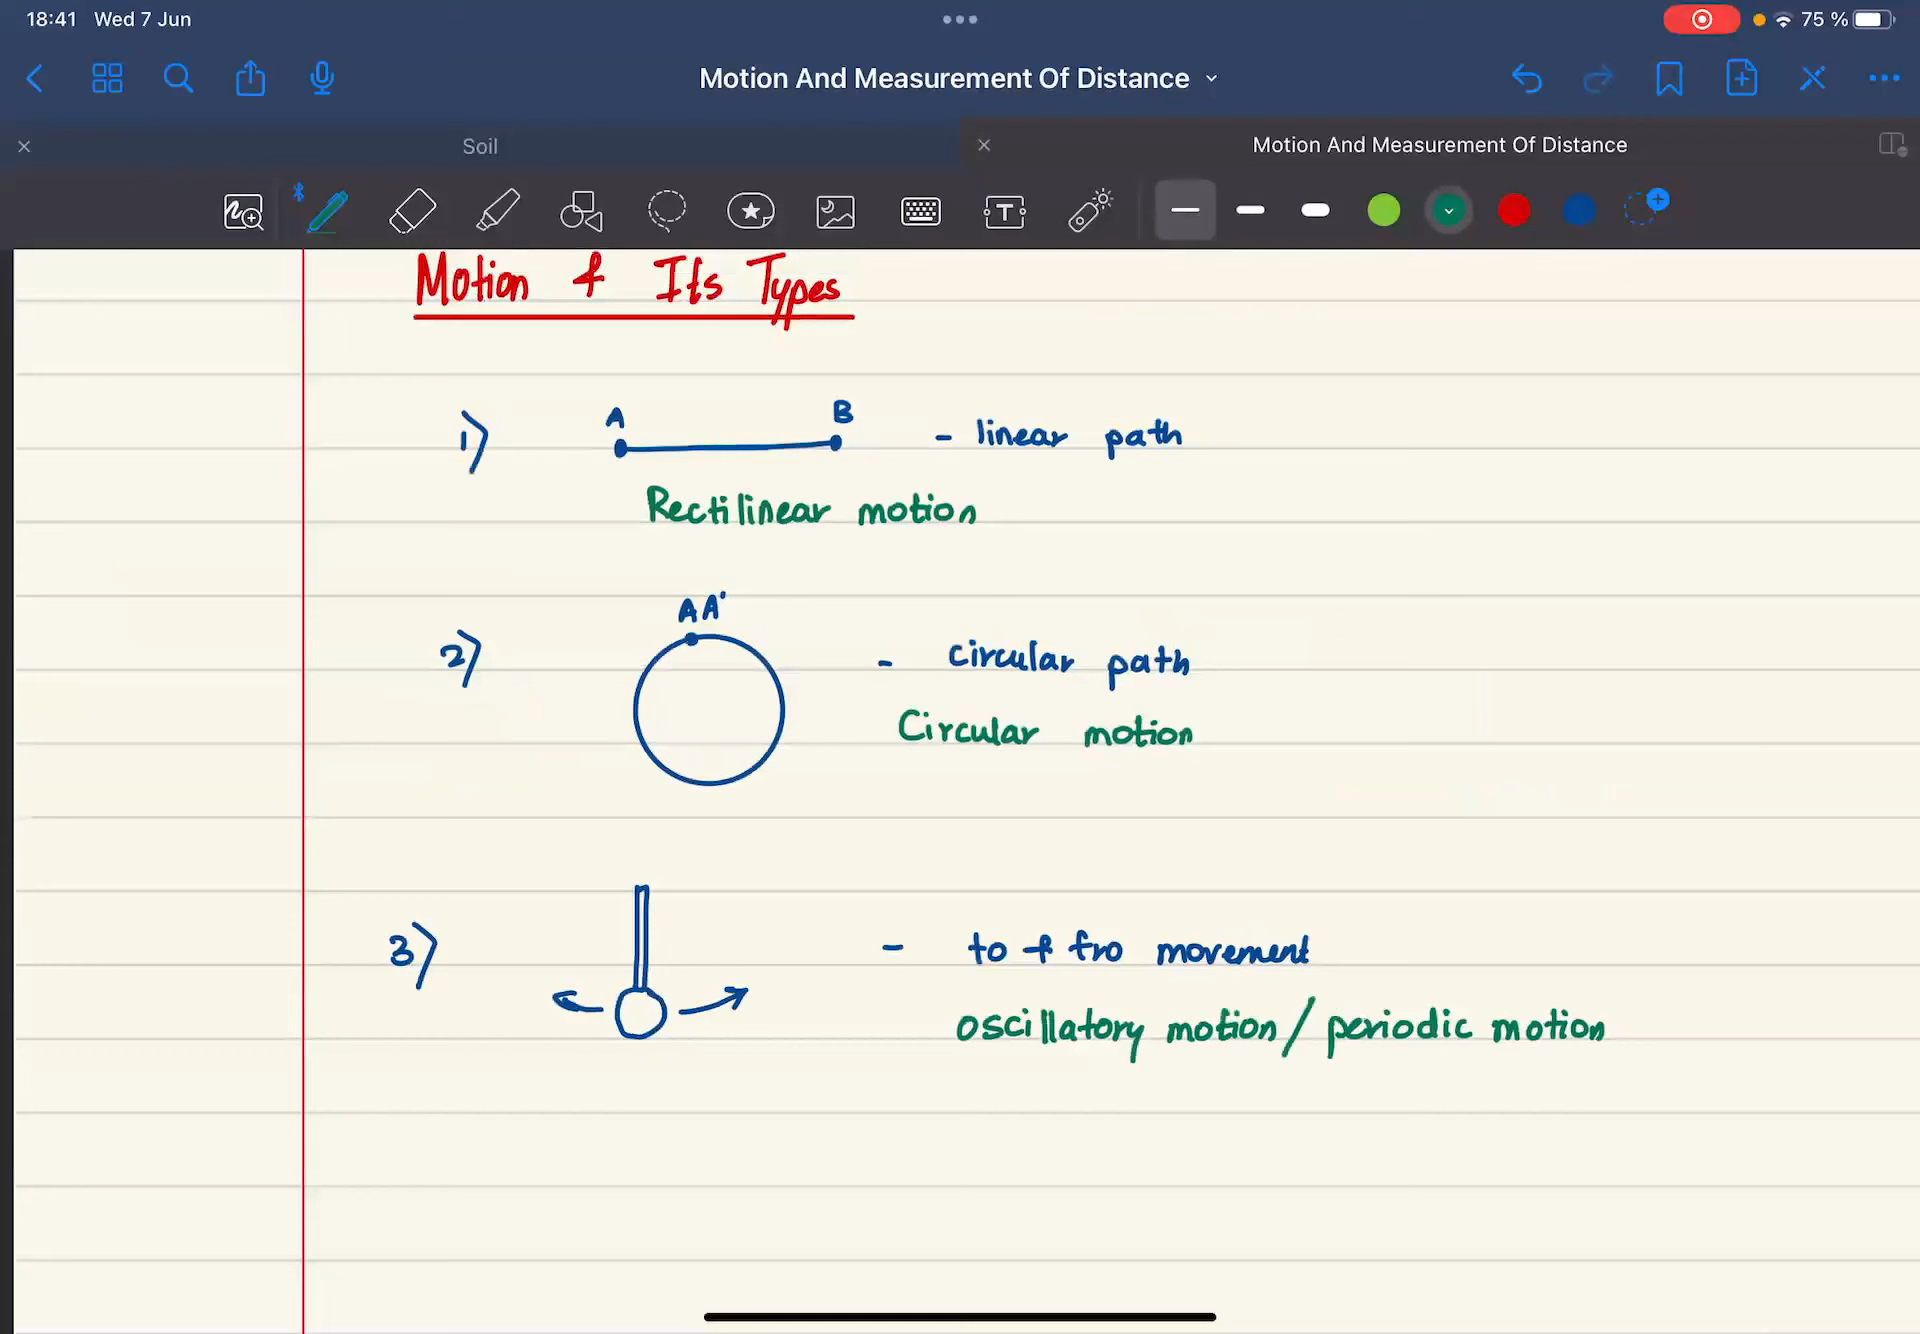 18:41 Wed 7 Jun
75 %
Motion And Measurement Of Distance
Soil
Motion And Measurement Of Distance
T
Motion & Its Types
1) A B - linear path
Rectilinear motion
A A'
2) - circular path
Circular motion
3) - to & fro movement
oscillatory motion / periodic motion